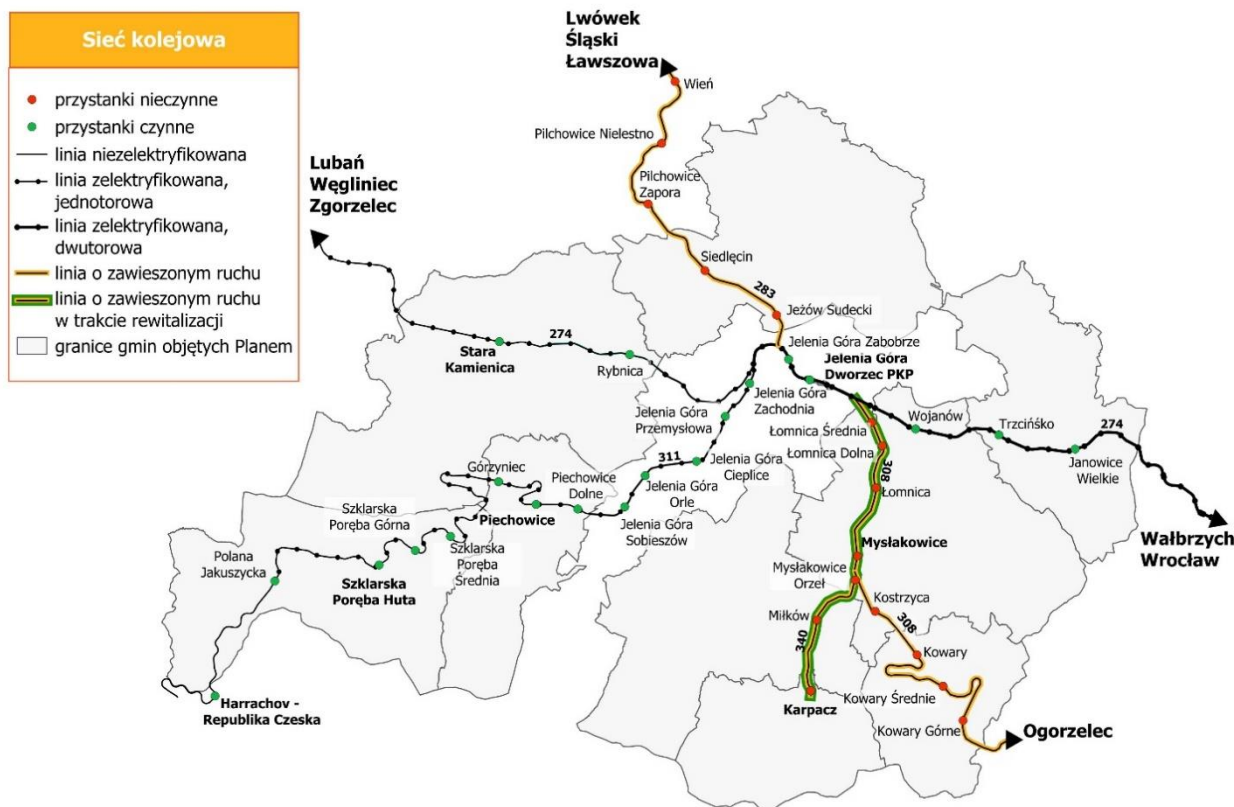 Sieć kolejowa
przystanki nieczynne
przystanki czynne
linia niezelektryfikowana
linia zelektryfikowana,
jednotorowa
linia zelektryfikowana,
dwutorowa
linia o zawieszonym ruchu
linia o zawieszonym ruchu
w trakcie rewitalizacji
granice gmin objętych Planem
Lwówek
Śląski
Ławszowa
Wień
Pilchowice Nielestno
Pilchowice
Zapora
Lubań
Węgliniec
Zgorzelec
Siedlęcin
283
Jeżów Sudecki
274
Stara
Kamienica
Rybnica
Jelenia Góra Zabobrze
Jelenia Góra
Dworzec PKP
Jelenia Góra
Zachodnia
Jelenia Góra
Przemysłowa
Wojanów
Trzcińśko
274
Janowice
Wielkie
Łomnica Średnia
Łomnica Dolna
308
Łomnica
311
Jelenia Góra
Cieplice
Jelenia Góra
Orle
Jelenia Góra
Sobieszów
Piechowice
Dolne
Górzyniec
Piechowice
Szklarska
Poręba Górna
Szklarska
Poręba
Średnia
Szklarska
Poręba Huta
Polana
Jakuszycka
Harrachov -
Republika Czeska
Wałbrzych
Wrocław
Mysłakowice
Mysłakowice
Orzeł
Kostrzyca
308
Miłków
340
Kowary
Karpacz
Kowary Średnie
Kowary Górne
Ogorzelec